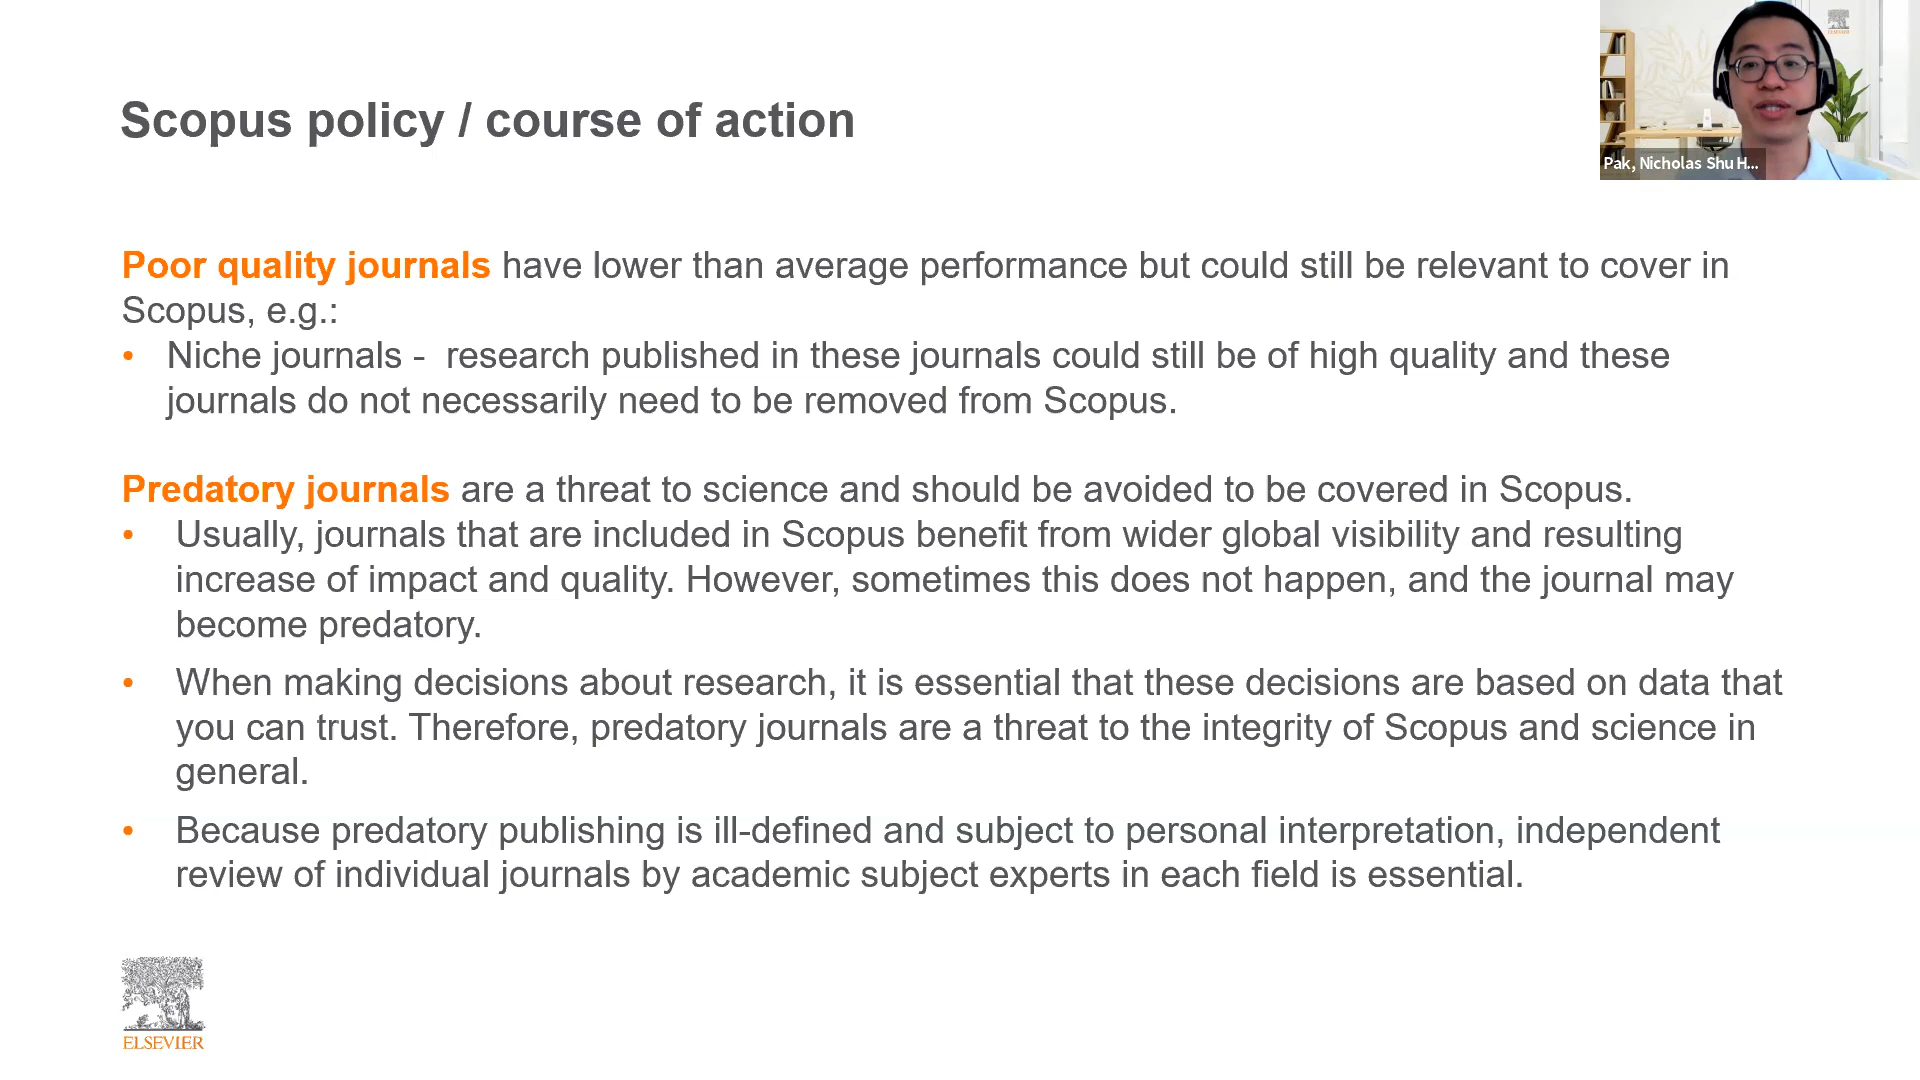 Scopus policy / course of action
Pak, Nicholas Shu H...
Poor quality journals have lower than average performance but could still be relevant to cover in
Scopus, e.g.:
• Niche journals - research published in these journals could still be of high quality and these
journals do not necessarily need to be removed from Scopus.
Predatory journals are a threat to science and should be avoided to be covered in Scopus.
• Usually, journals that are included in Scopus benefit from wider global visibility and resulting
increase of impact and quality. However, sometimes this does not happen, and the journal may
become predatory.
• When making decisions about research, it is essential that these decisions are based on data that
you can trust. Therefore, predatory journals are a threat to the integrity of Scopus and science in
general.
• Because predatory publishing is ill-defined and subject to personal interpretation, independent
review of individual journals by academic subject experts in each field is essential.
ELSEVIER
ELSEVIER